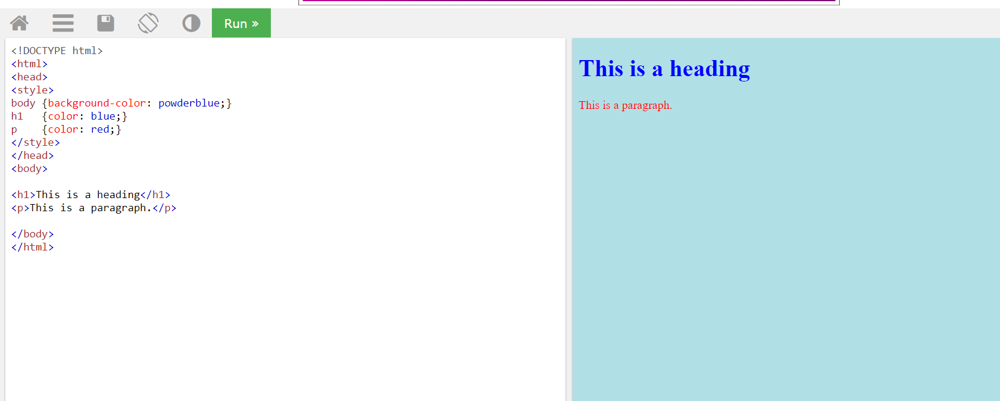 Run »
<!DOCTYPE html>
<html>
<head>
<style>
body {background-color: powderblue;}
h1   {color: blue;}
p    {color: red;}
</style>
</head>
<body>
<h1>This is a heading</h1>
<p>This is a paragraph.</p>
</body>
</html>
This is a heading
This is a paragraph.